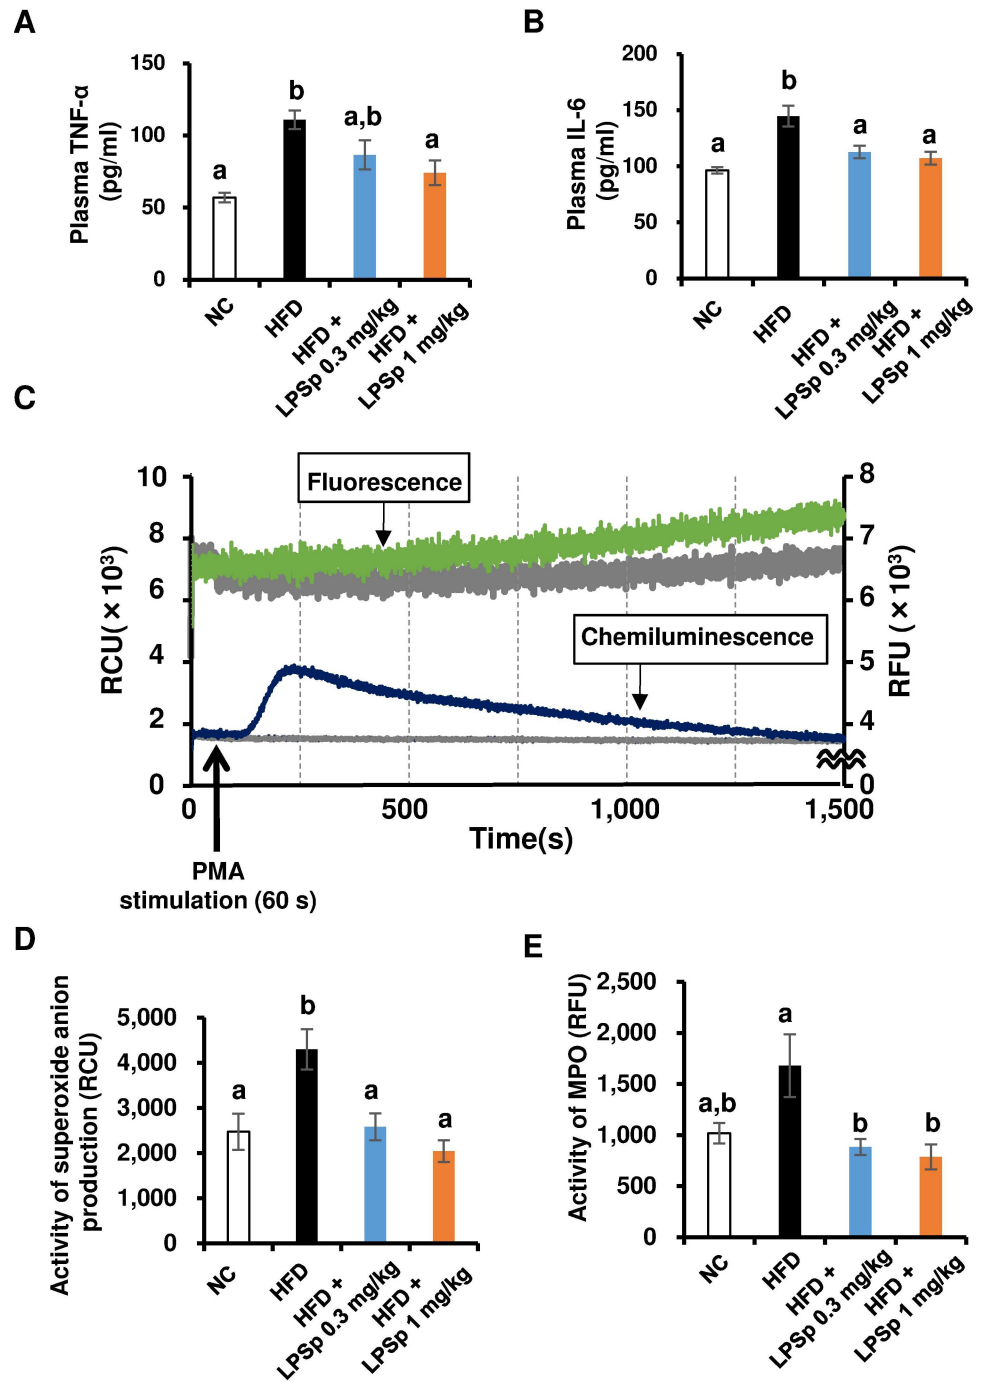 A
B
150
100
50
0
Plasma TNF-α
(pg/ml)
a
b
a,b
a
NC
HFD
HFD +
LPSp 0.3 mg/kg
HFD +
LPSp 1 mg/kg
200
150
100
50
0
Plasma IL-6
(pg/ml)
a
b
a
a
NC
HFD
HFD +
LPSp 0.3 mg/kg
HFD +
LPSp 1 mg/kg
C
10
8
6
4
2
0
RCU(×10³)
Fluorescence
Chemiluminescence
8
7
6
5
4
0
RFU (×10³)
0
500
1,000
1,500
Time(s)
PMA
stimulation (60 s)
D
E
Activity of superoxide anion
production (RCU)
5,000
4,000
3,000
2,000
1,000
0
a
b
a
a
NC
HFD
HFD +
LPSp 0.3 mg/kg
HFD +
LPSp 1 mg/kg
Activity of MPO (RFU)
2,500
2,000
1,500
1,000
500
0
a,b
a
b
b
NC
HFD
HFD +
LPSp 0.3 mg/kg
HFD +
LPSp 1 mg/kg